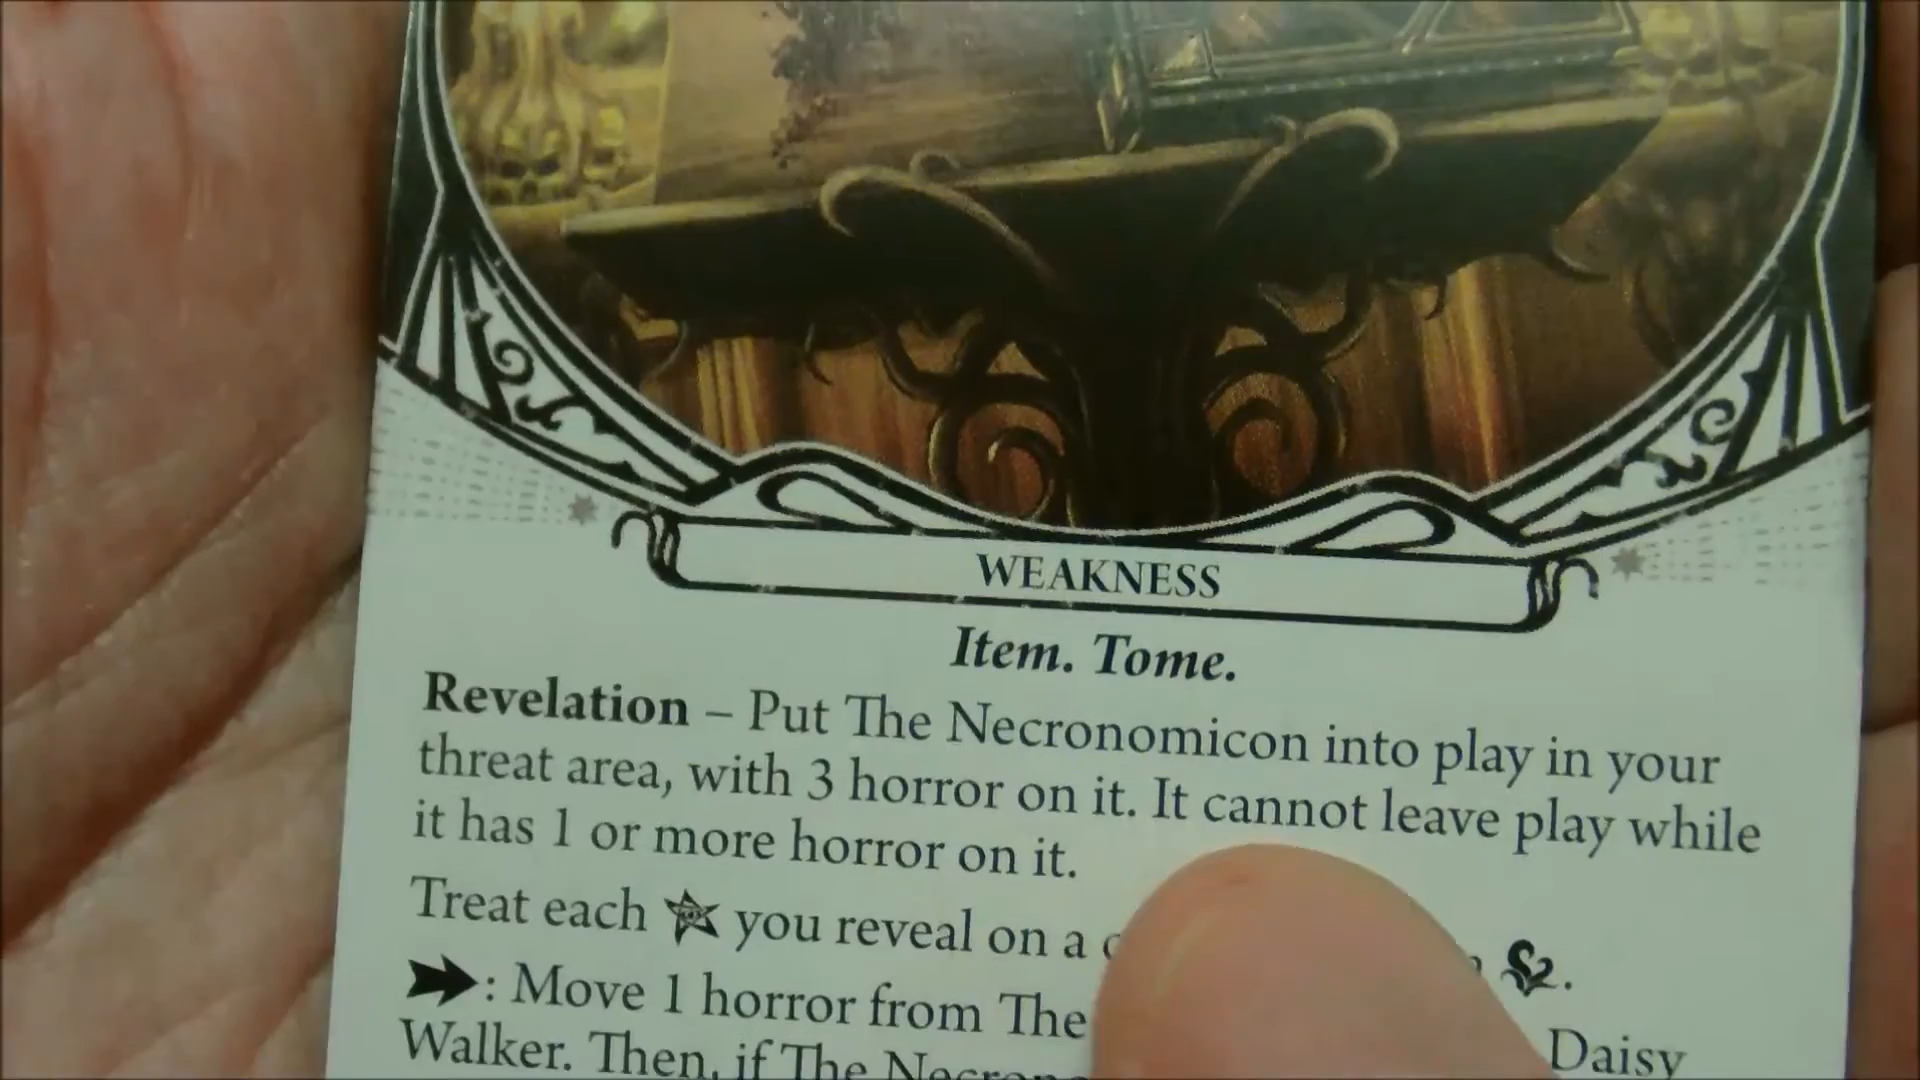 WEAKNESS
Item. Tome.
Revelation – Put The Necronomicon into play in your
threat area, with 3 horror on it. It cannot leave play while
it has 1 or more horror on it.
Treat each you reveal on a .
: Move 1 horror from The Daisy
Walker. Then, if The